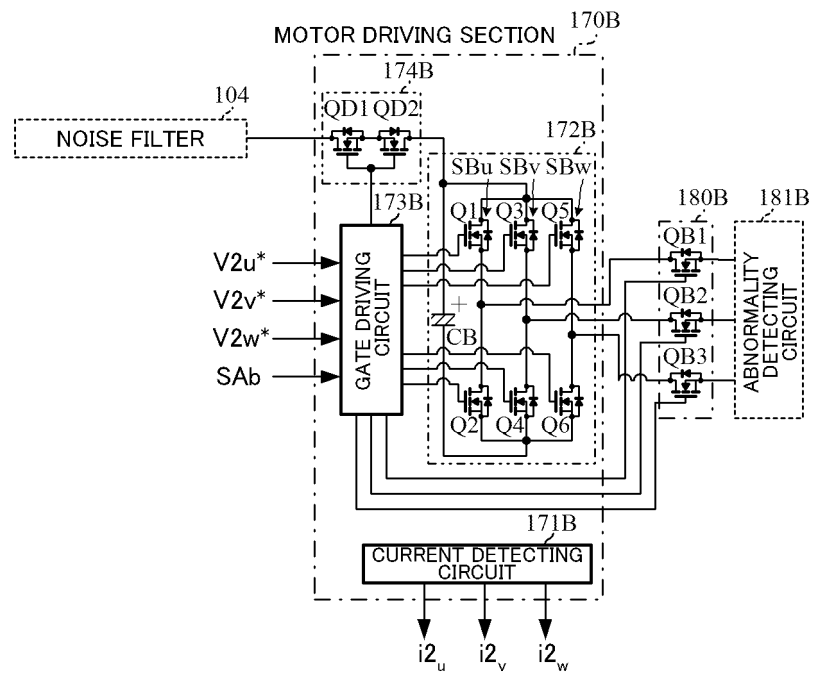 MOTOR DRIVING SECTION
170B
174B
104
QD1 QD2
NOISE FILTER
172B
SBu SBv SBw
173B
Q1 Q3 Q5
180B
181B
QB1
V2u*
V2v*
V2w*
SAb
GATE DRIVING
CIRCUIT
+
CB
QB2
QB3
ABNORMALITY
DETECTING
CIRCUIT
Q2 Q4 Q6
171B
CURRENT DETECTING
CIRCUIT
i2u i2v i2w